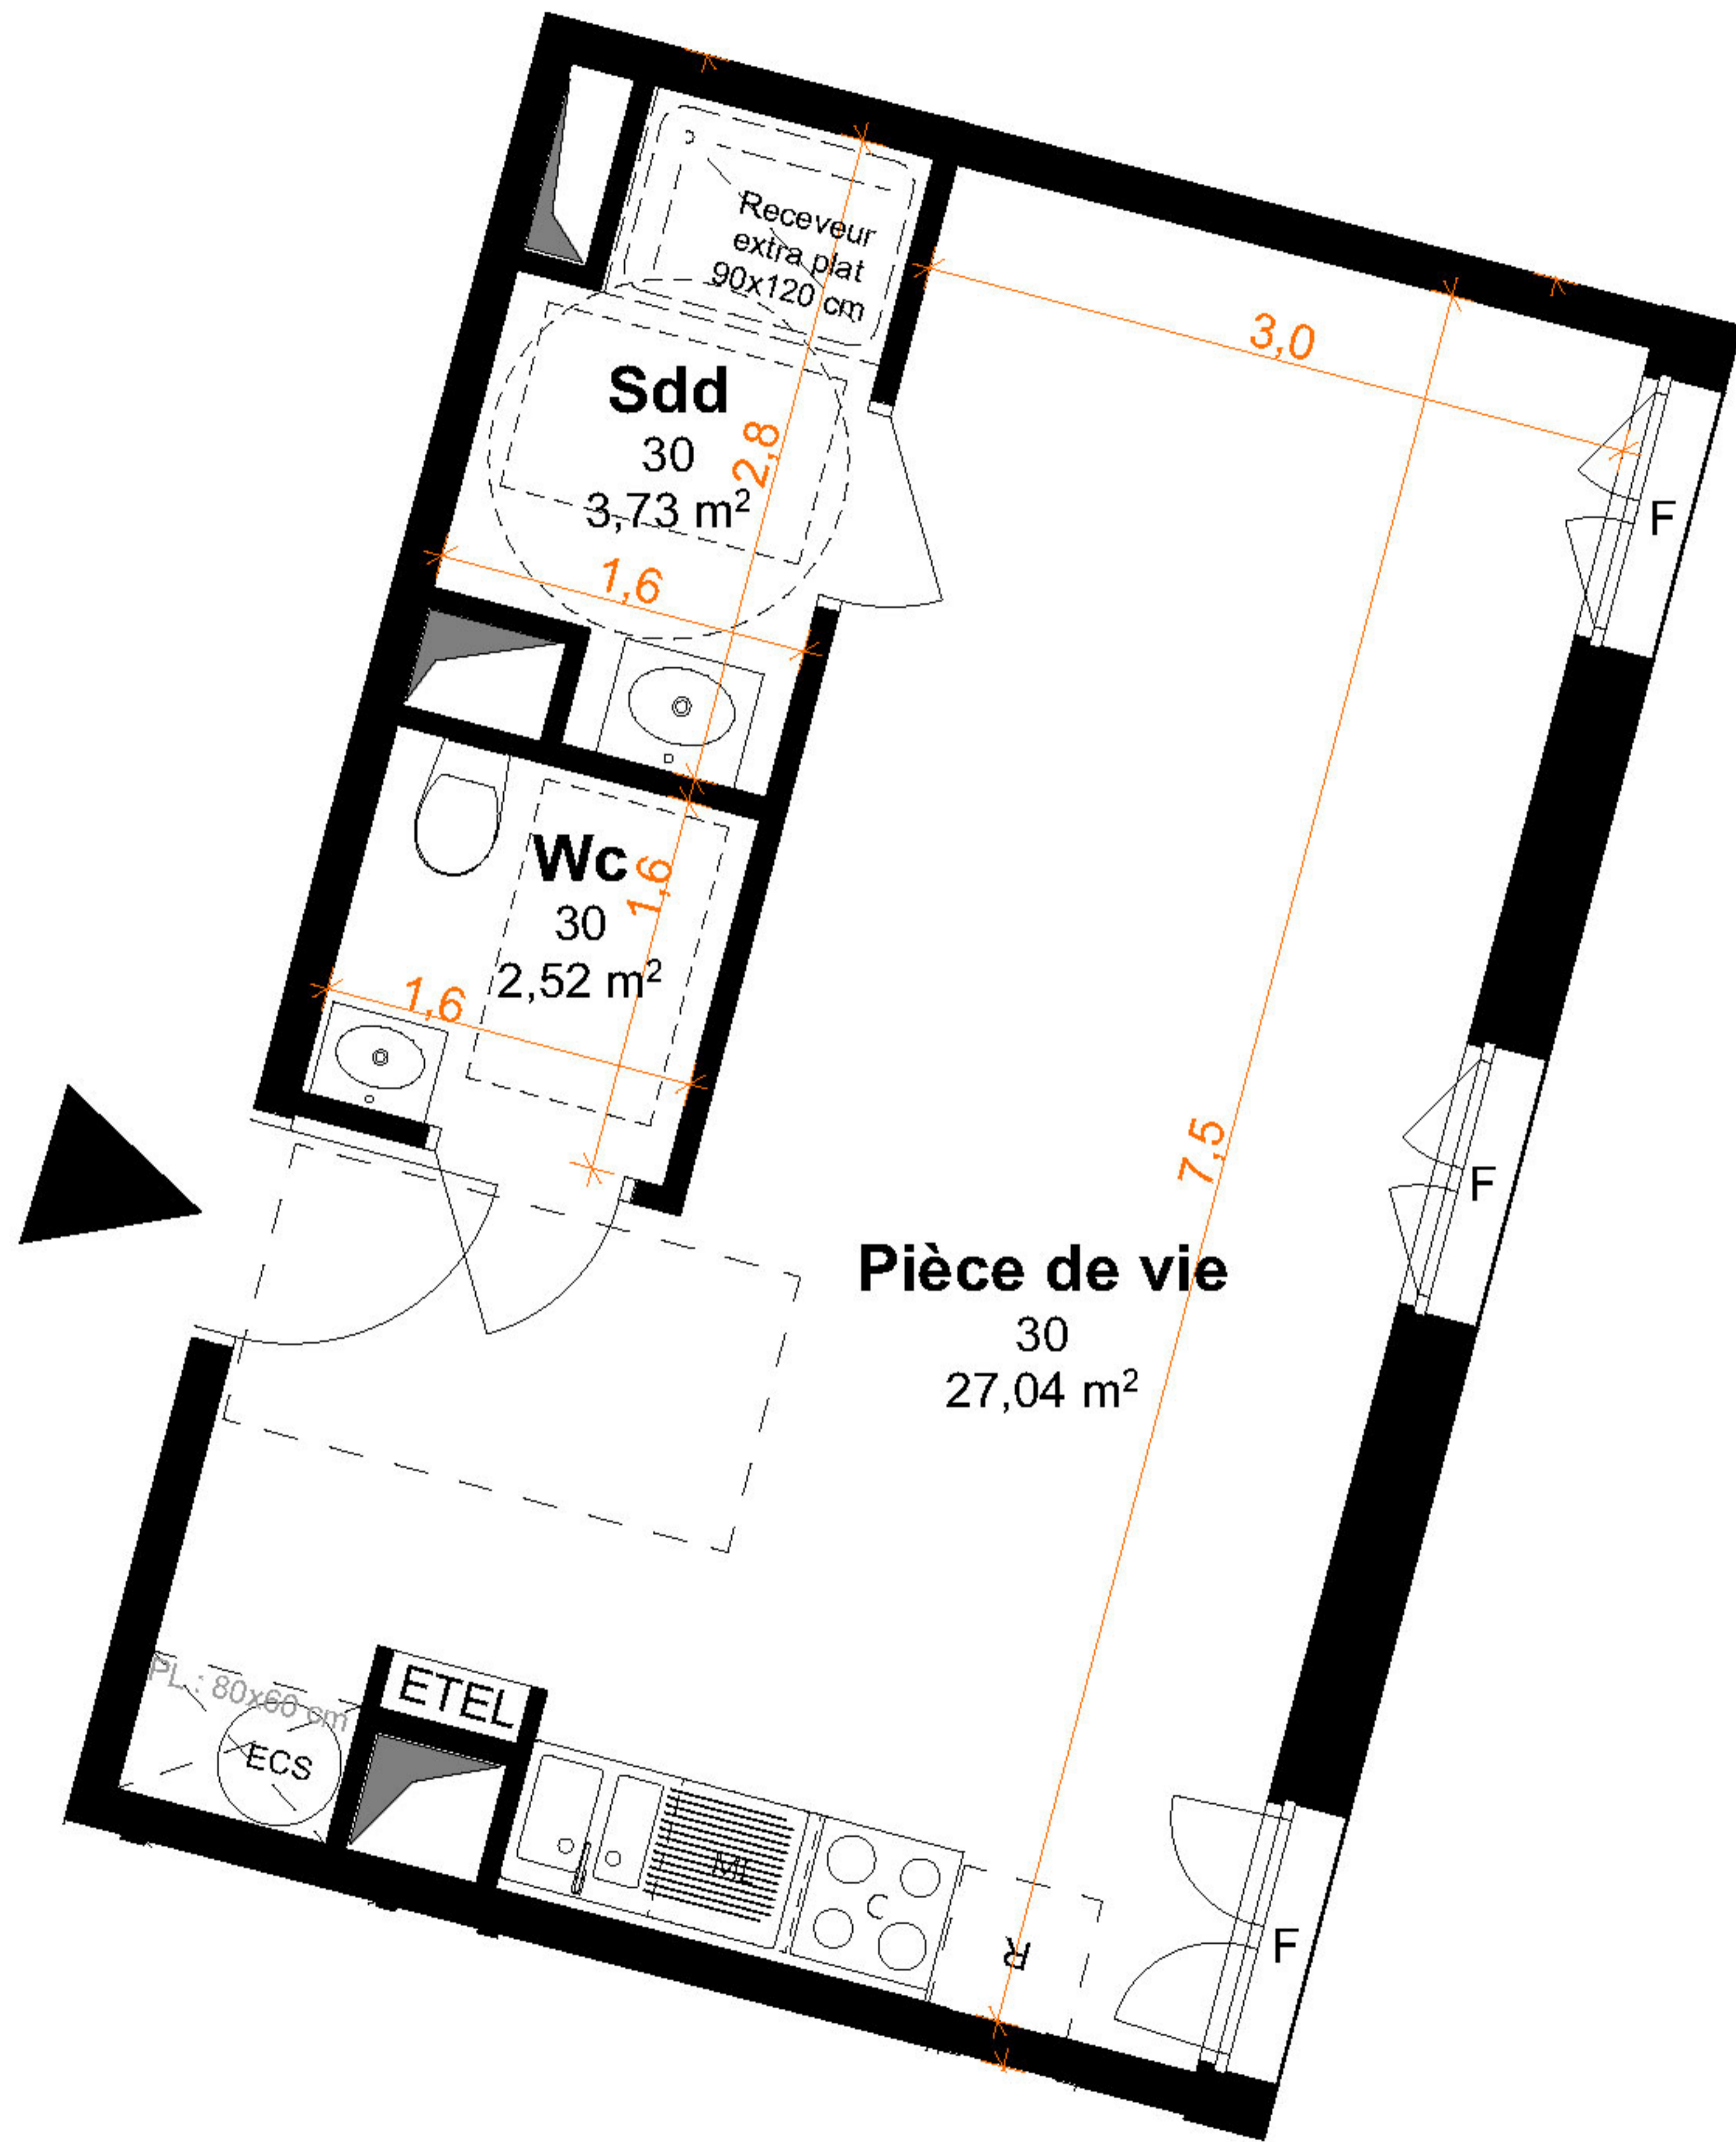 Receveur
extra plat
90x120 cm
3,0
Sdd
30
3,73 m²
2,8
F
1,6
Wc
30
2,52 m²
1,6
1,6
7,5
F
Pièce de vie
30
27,04 m²
PL : 80x60 cm
ETEL
ECS
ML
C
R
F